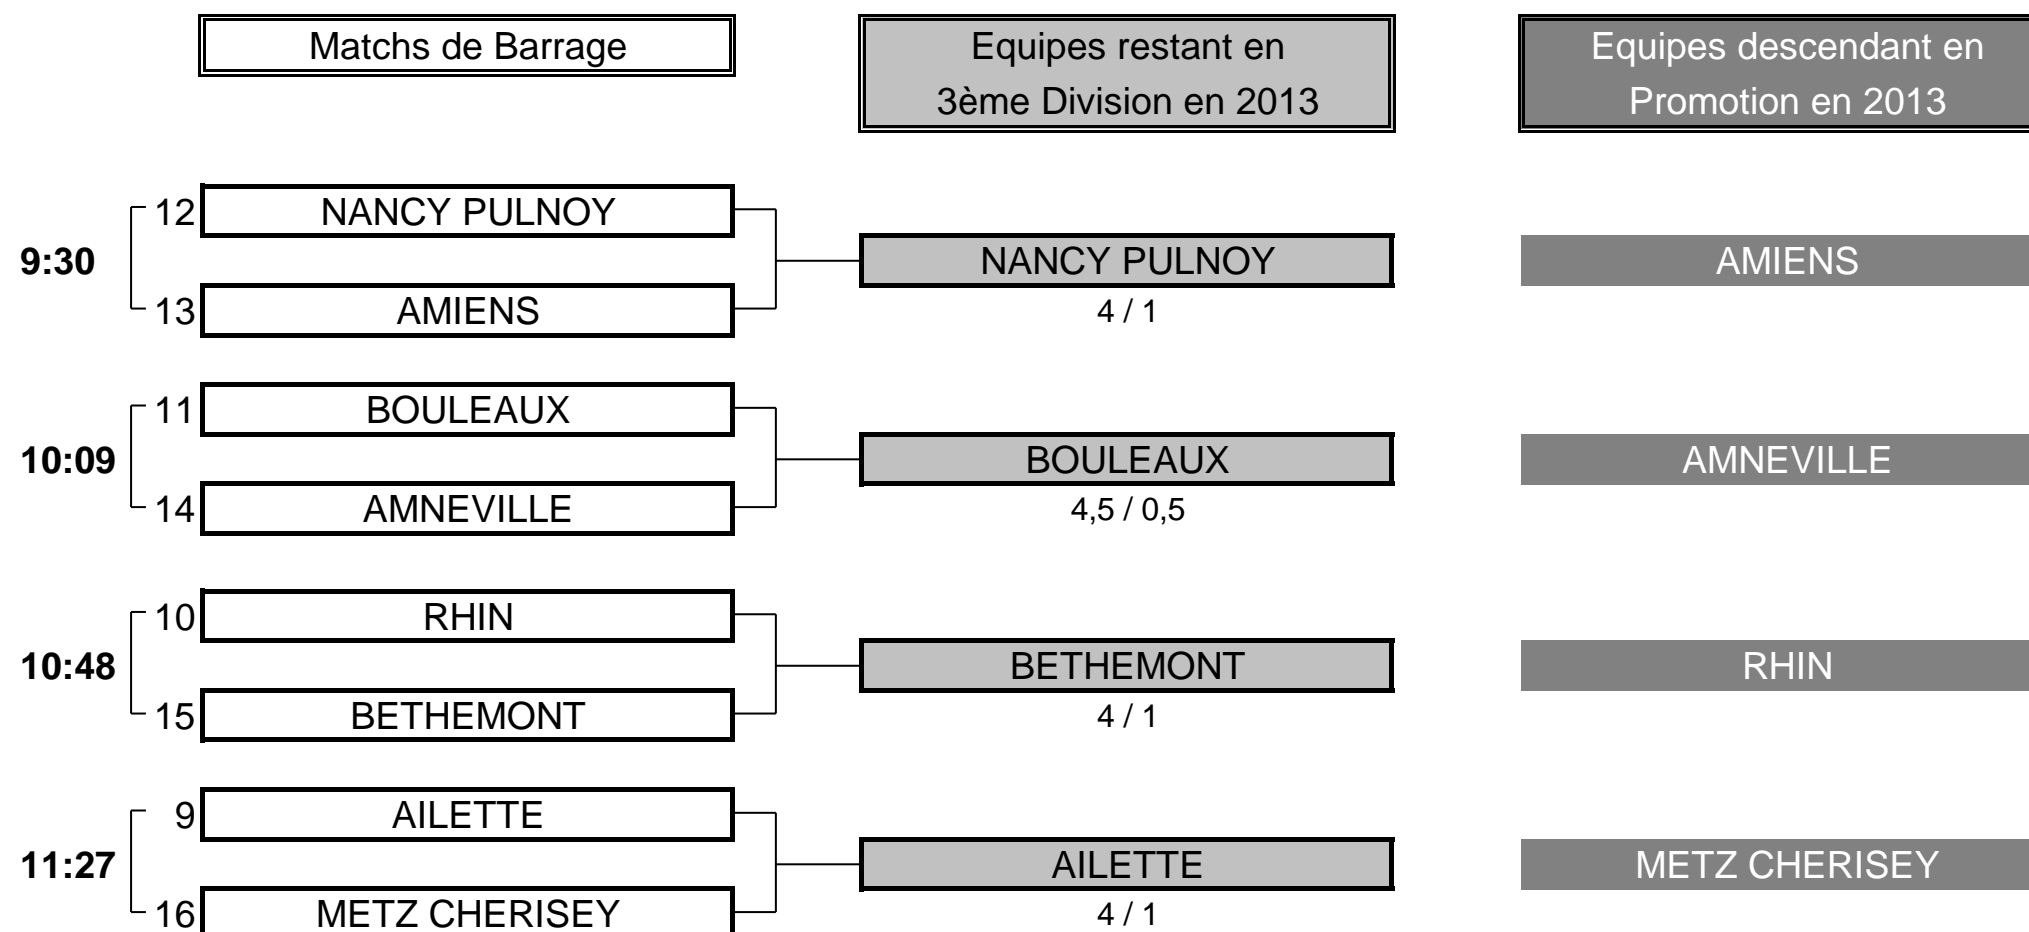 Matchs de Barrage
Equipes restant en
3ème Division en 2013
Equipes descendant en
Promotion en 2013
12 NANCY PULNOY
9:30 NANCY PULNOY AMIENS
13 AMIENS 4 / 1
11 BOULEAUX
10:09 BOULEAUX AMNEVILLE
14 AMNEVILLE 4,5 / 0,5
10 RHIN
10:48 BETHEMONT RHIN
15 BETHEMONT 4 / 1
9 AILETTE
11:27 AILETTE METZ CHERISEY
16 METZ CHERISEY 4 / 1